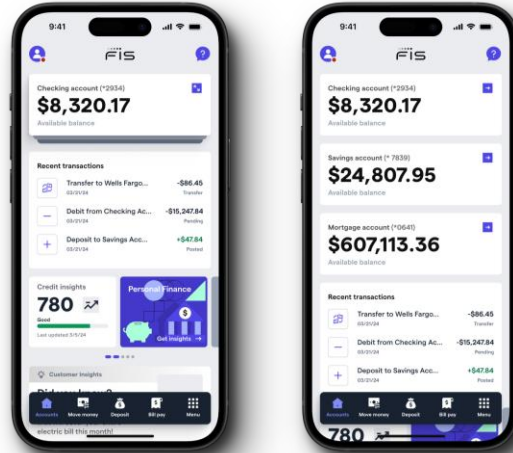 9:41
FIS
Checking account (*2934)
$8,320.17
Available balance
Recent transactions
Transfer to Wells Fargo... -$86.45
03/21/24 Transfer
Debit from Checking Ac... -$15,247.84
03/21/24 Pending
Deposit to Savings Acc... +$47.84
03/21/24 Posted
Credit insights
780
Good
Last updated 3/5/24
Personal Finance
$
Get insights →
Customer Insights
Accounts Move money Deposit Bill pay Menu
electric bill this month!
9:41
FIS
Checking account (*2934)
$8,320.17
Available balance
Savings account (* 7839)
$24,807.95
Available balance
Mortgage account (*0641)
$607,113.36
Available balance
Recent transactions
Transfer to Wells Fargo... -$86.45
03/21/24 Transfer
Debit from Checking Ac... -$15,247.84
03/21/24 Pending
Deposit to Savings Acc... +$47.84
Posted
Accounts Move money Deposit Bill pay Menu
780